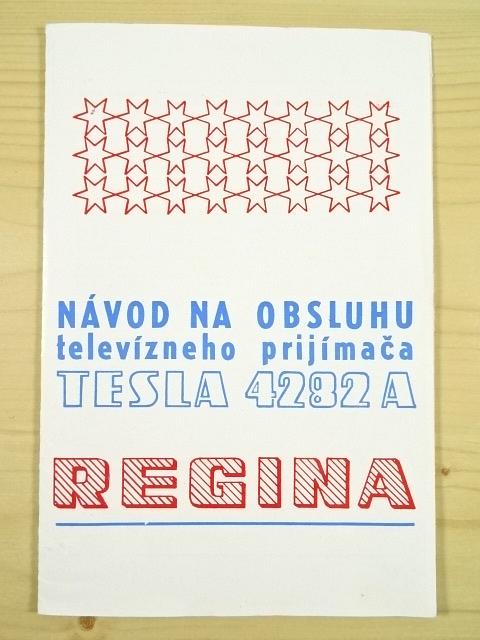 NÁVOD NA OBSLUHU
televízneho prijímača
TESLA 4282 A
REGINA